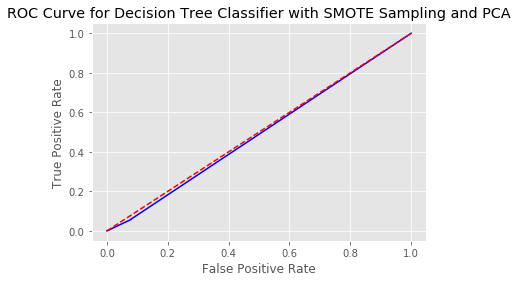 ROC Curve for Decision Tree Classifier with SMOTE Sampling and PCA
1.0
0.8
0.6
0.4
0.2
0.0
True Positive Rate
0.0 0.2 0.4 0.6 0.8 1.0
False Positive Rate